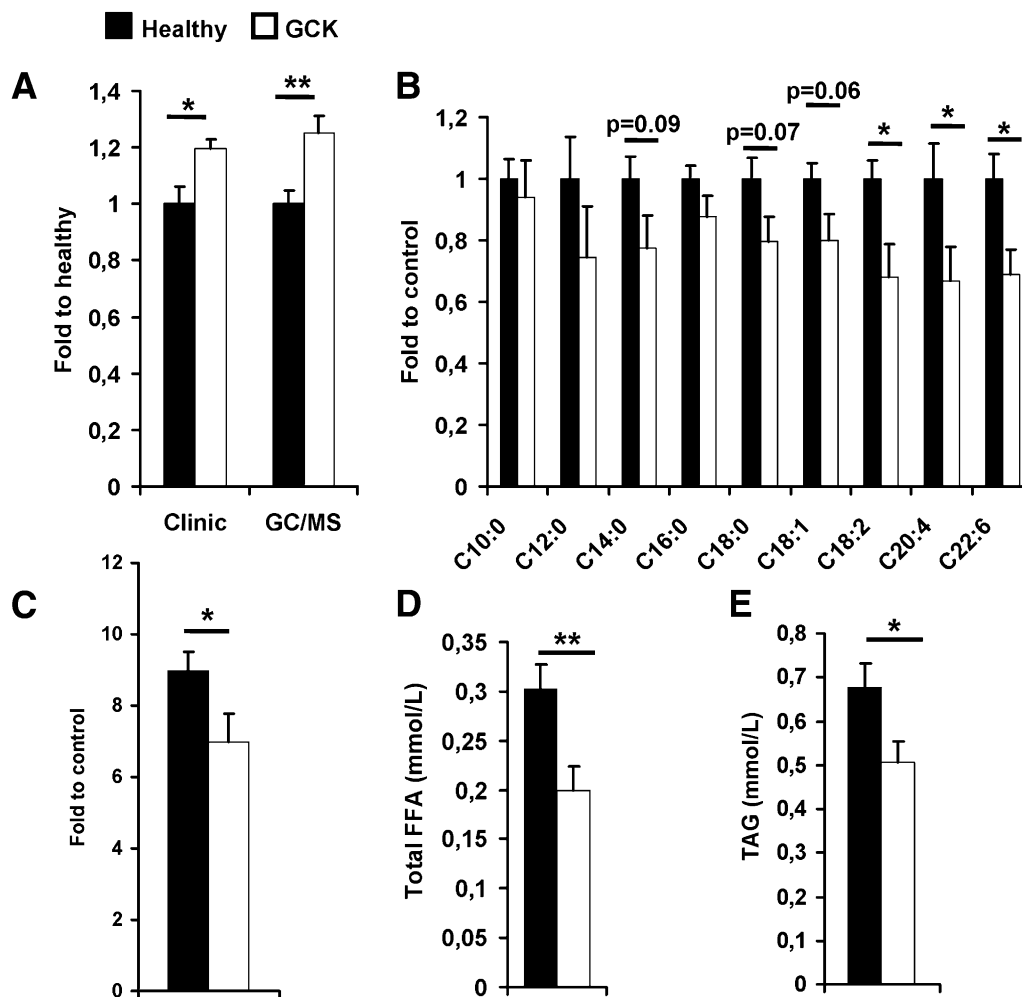 Healthy GCK
A
1,4
1,2
1
0,8
0,6
0,4
0,2
0
Fold to healthy
*
**
Clinic GC/MS
B
1,2
1
0,8
0,6
0,4
0,2
0
Fold to control
p=0.09
p=0.07
p=0.06
*
*
*
C10:0 C12:0 C14:0 C16:0 C18:0 C18:1 C18:2 C20:4 C22:6
C
12
10
8
6
4
2
0
Fold to control
*
D
0,35
0,3
0,25
0,2
0,15
0,1
0,05
0
Total FFA (mmol/L)
**
E
0,8
0,7
0,6
0,5
0,4
0,3
0,2
0,1
0
TAG (mmol/L)
*